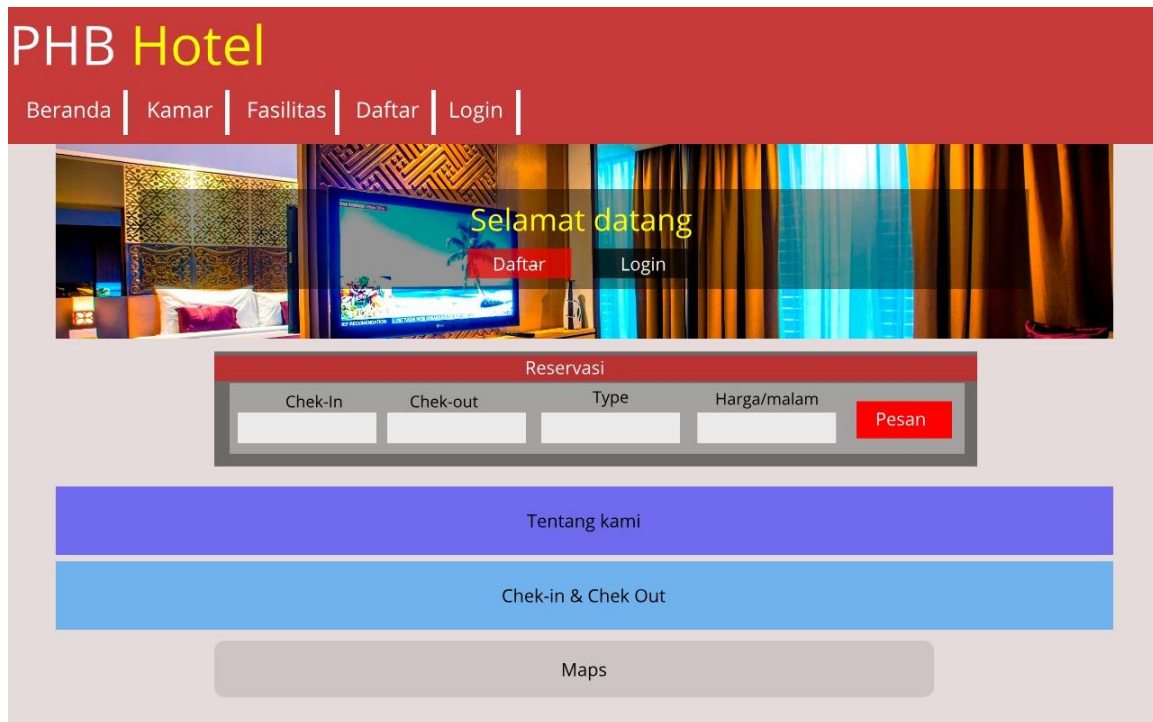 PHB Hotel
Beranda Kamar Fasilitas Daftar Login
Selamat datang
Daftar Login
Reservasi
Chek-In Chek-out Type Harga/malam
Pesan
Tentang kami
Chek-in & Chek Out
Maps